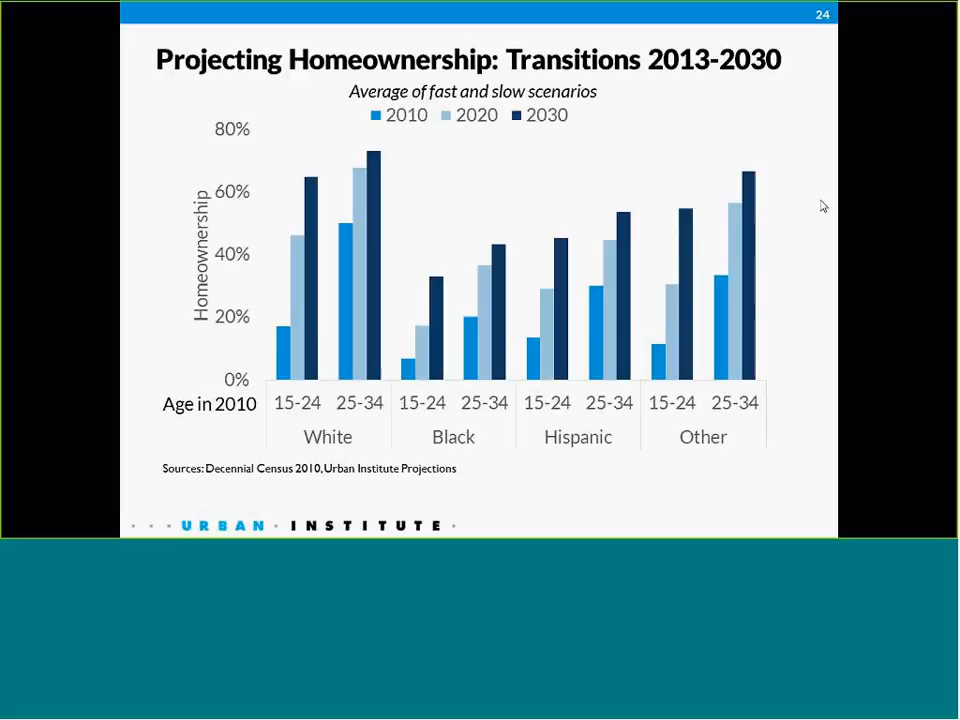 24
Projecting Homeownership: Transitions 2013-2030
Average of fast and slow scenarios
2010 2020 2030
80%
60%
40%
20%
0%
Homeownership
Age in 2010 15-24 25-34 15-24 25-34 15-24 25-34 15-24 25-34
White Black Hispanic Other
Sources: Decennial Census 2010, Urban Institute Projections
URBAN INSTITUTE